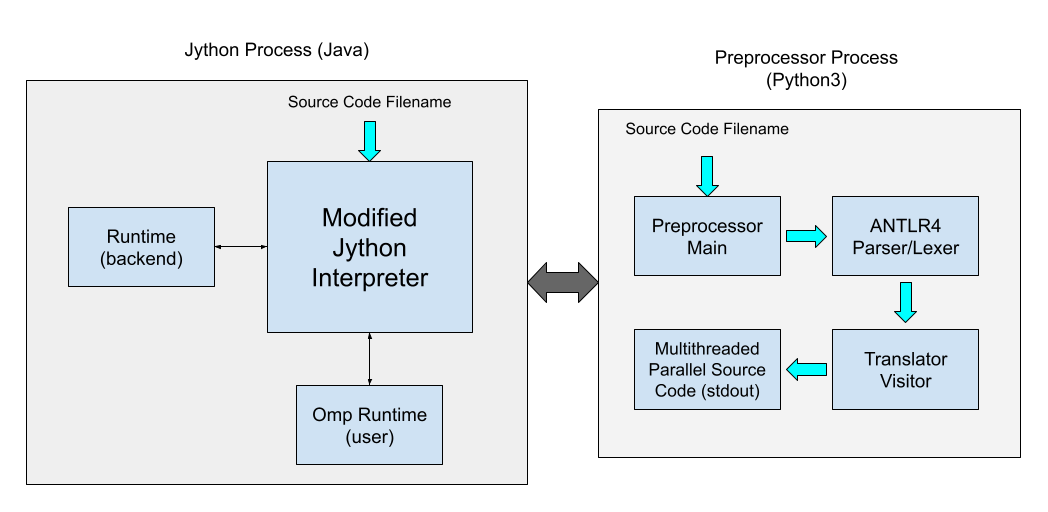 Jython Process (Java)
Source Code Filename
Modified
Jython
Interpreter
Runtime
(backend)
Omp Runtime
(user)
Preprocessor Process
(Python3)
Source Code Filename
Preprocessor
Main
ANTLR4
Parser/Lexer
Translator
Visitor
Multithreaded
Parallel Source
Code (stdout)